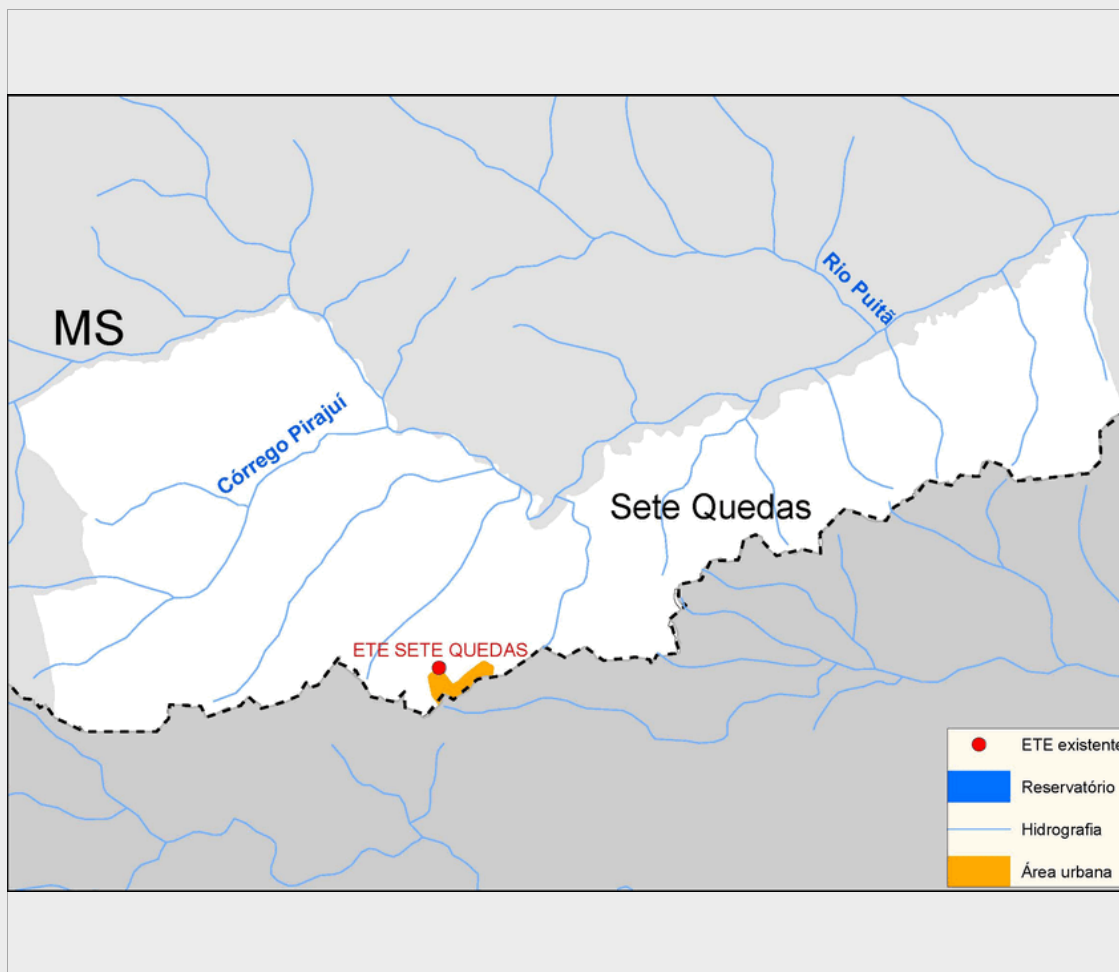 Rio Puitã
MS
Córrego Pirajuí
Sete Quedas
ETE SETE QUEDAS
ETE existente
Reservatório
Hidrografia
Área urbana